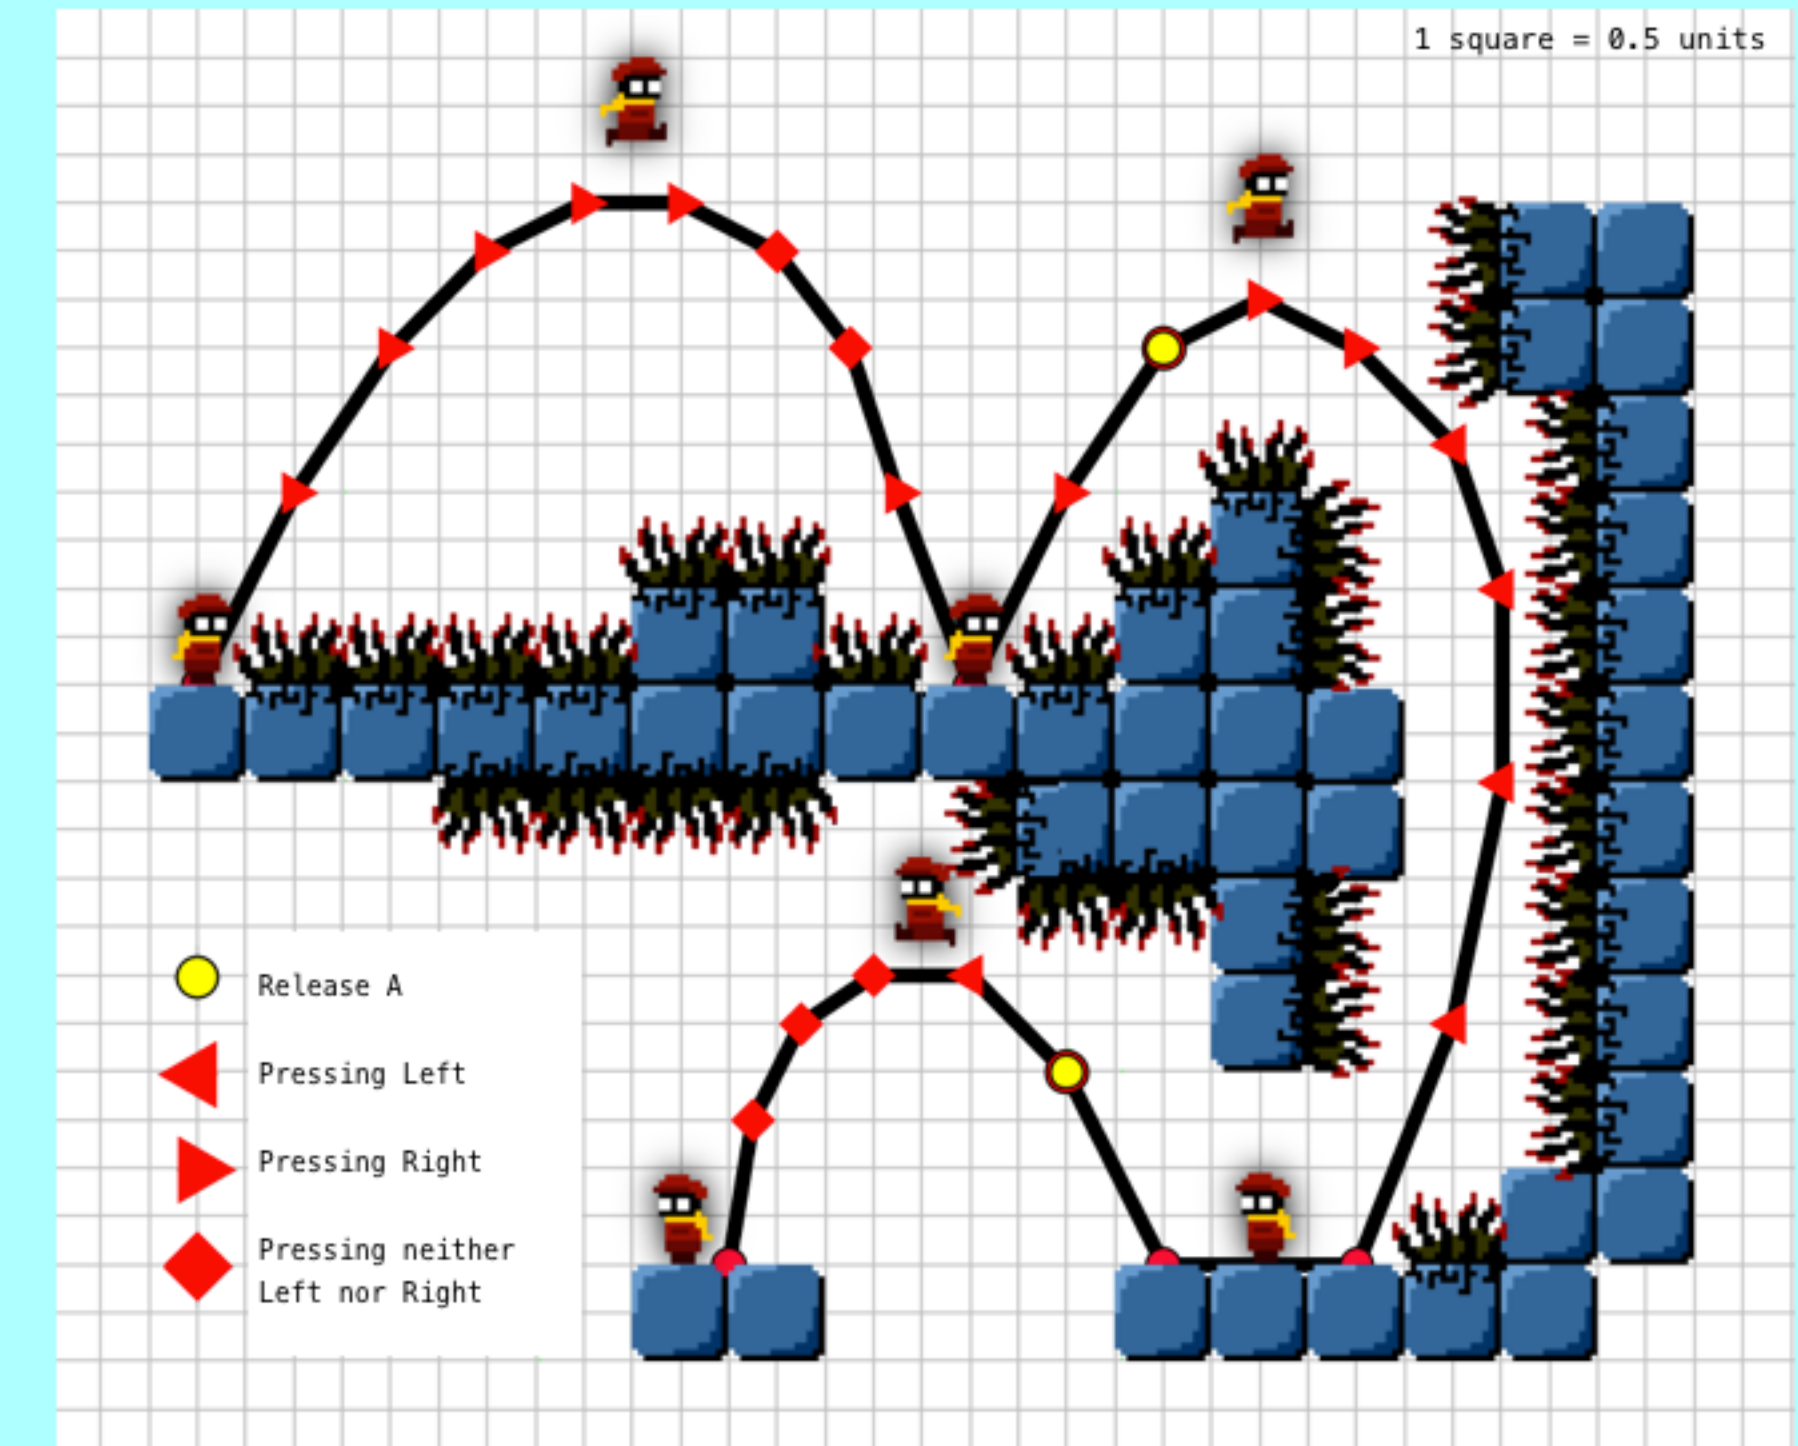 1 square = 0.5 units
Release A
Pressing Left
Pressing Right
Pressing neither
Left nor Right